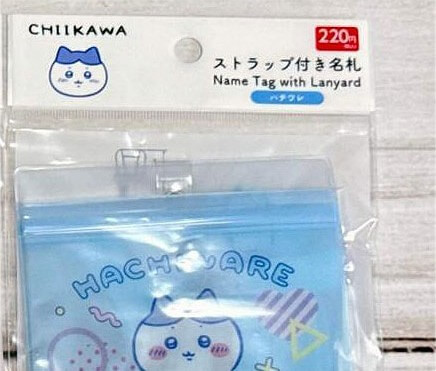 CHIIKAWA
220円
ストラップ付き名札
Name Tag with Lanyard
ハチワレ
HACHIWARE